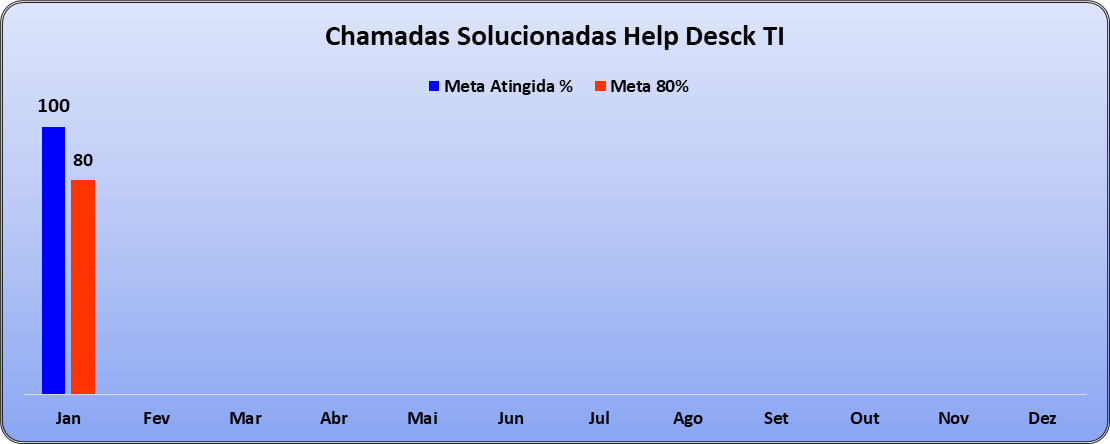 Chamadas Solucionadas Help Desck TI
Meta Atingida % Meta 80%
100
80
Jan Fev Mar Abr Mai Jun Jul Ago Set Out Nov Dez